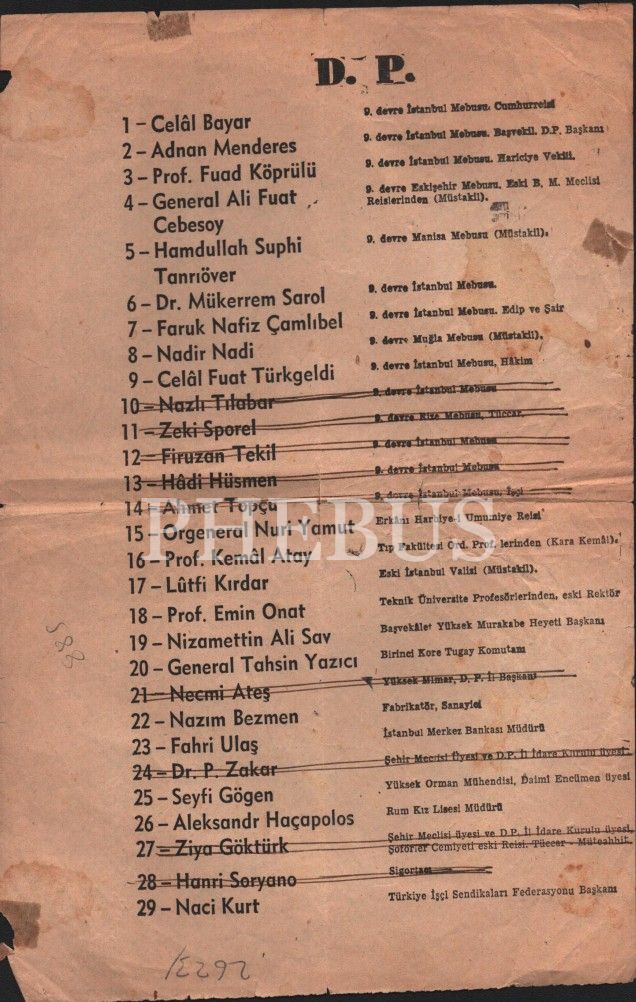 D. P.
1 – Celâl Bayar 9. devre İstanbul Mebusu. Cumhurreisi
2 – Adnan Menderes 9. devre İstanbul Mebusu. Başvekil. D.P. Başkanı
3 – Prof. Fuad Köprülü 9. devre İstanbul Mebusu. Hariciye Vekili.
4 – General Ali Fuat 9. devre Eskişehir Mebusu, Eski B. M. Meclisi
Cebesoy Reislerinden (Müstakil).
5 – Hamdullah Suphi 9. devre Manisa Mebusu (Müstakil).
Tanrıöver
6 – Dr. Mükerrem Sarol 9. devre İstanbul Mebusu.
7 – Faruk Nafiz Çamlıbel 9. devre İstanbul Mebusu. Edip ve Şair
8 – Nadir Nadi 9. devre Muğla Mebusu (Müstakil).
9 – Celâl Fuat Türkgeldi 9. devre İstanbul Mebusu, Hâkim
10 – Nazlı Tılabar 9. devre İstanbul Mebusu
11 – Zeki Sporel 9. devre Rize Mebusu, Tüccar
12 – Firuzan Tekil 9. devre İstanbul Mebusu
13 – Hâdi Hüsmen 9. devre İstanbul Mebusu
14 – Ahmet Topçu 9. devre İstanbul Mebusu, İşçi
15 – Orgeneral Nuri Yamut Erkânı Harbiye-i Umumiye Reisi
16 – Prof. Kemâl Atay Tıp Fakültesi Ord. Prof. lerinden (Kara Kemâl).
17 – Lûtfi Kırdar Eski İstanbul Valisi (Müstakil).
18 – Prof. Emin Onat Teknik Üniversite Profesörlerinden, eski Rektör
19 – Nizamettin Ali Sav Başvekâlet Yüksek Murakabe Heyeti Başkanı
20 – General Tahsin Yazıcı Birinci Kore Tugay Komutanı
21 – Necmi Ateş Yüksek Mimar, D. P. İl Başkanı
22 – Nazım Bezmen Fabrikatör, Sanayici
23 – Fahri Ulaş İstanbul Merkez Bankası Müdürü
24 – Dr. P. Zakar Şehir Meclisi Üyesi ve D.P. İl İdare Kurulu üyesi.
25 – Seyfi Gögen Yüksek Orman Mühendisi, Daimî Encümen üyesi
26 – Aleksandr Haçapolos Rum Kız Lisesi Müdürü
27 – Ziya Göktürk Şehir Meclisi üyesi ve D.P. İl İdare Kurulu üyesi,
Şoförler Cemiyeti eski Reisi. Tüccar - Müteahhit.
28 – Hanri Soryano Sigortacı
29 – Naci Kurt Türkiye İşçi Sendikaları Federasyonu Başkanı
PHEBUS